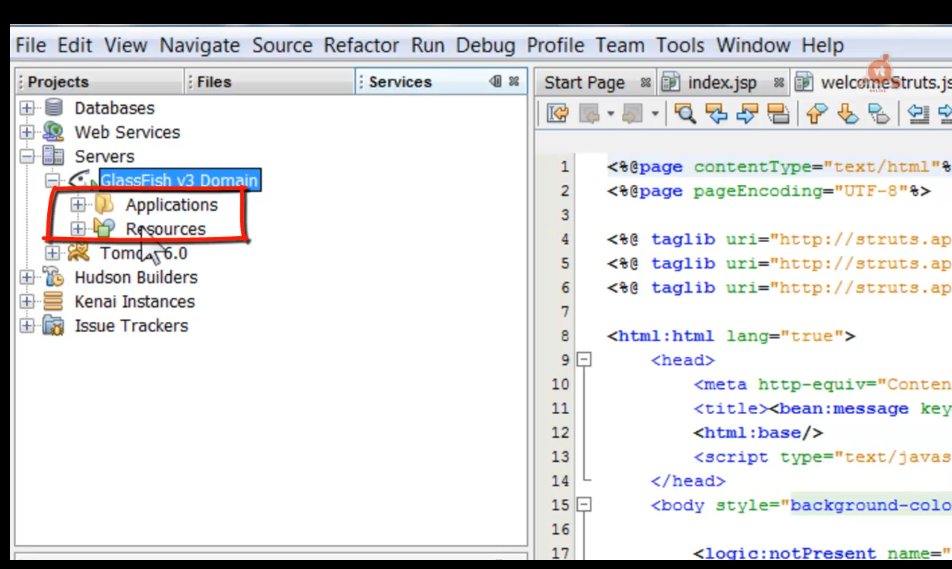 File Edit View Navigate Source Refactor Run Debug Profile Team Tools Window Help
Projects Files Services
Start Page index.jsp welcomeStruts.js
Databases
Web Services
Servers
GlassFish v3 Domain
Applications
Resources
6.0
Hudson Builders
Kenai Instances
Issue Trackers
1 <%@page contentType="text/html"%
2 <%@page pageEncoding="UTF-8"%>
3
4 <%@ taglib uri="http://struts.ap
5 <%@ taglib uri="http://struts.ap
6 <%@ taglib uri="http://struts.ap
7
8 <html:html lang="true">
9 <head>
10 <meta http-equiv="Conten
11 <title><bean:message key
12 <html:base/>
13 <script type="text/javas
14 </head>
15 <body style="background-colo
16
17 <logic:notPresent name="